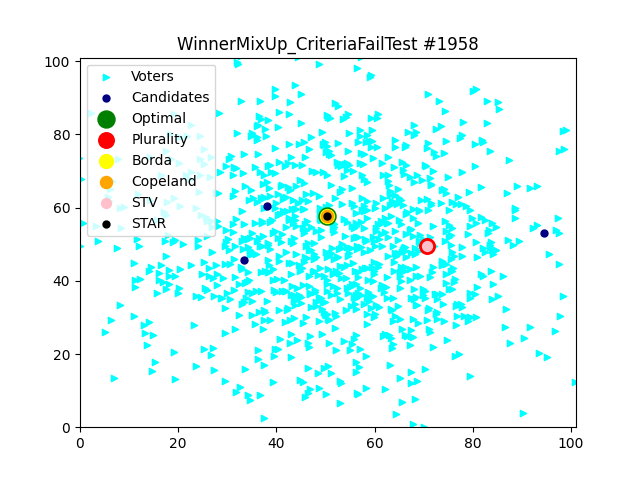 WinnerMixUp_CriteriaFailTest #1958
100
80
60
40
20
0
0
20
40
60
80
100
Voters
Candidates
Optimal
Plurality
Borda
Copeland
STV
STAR